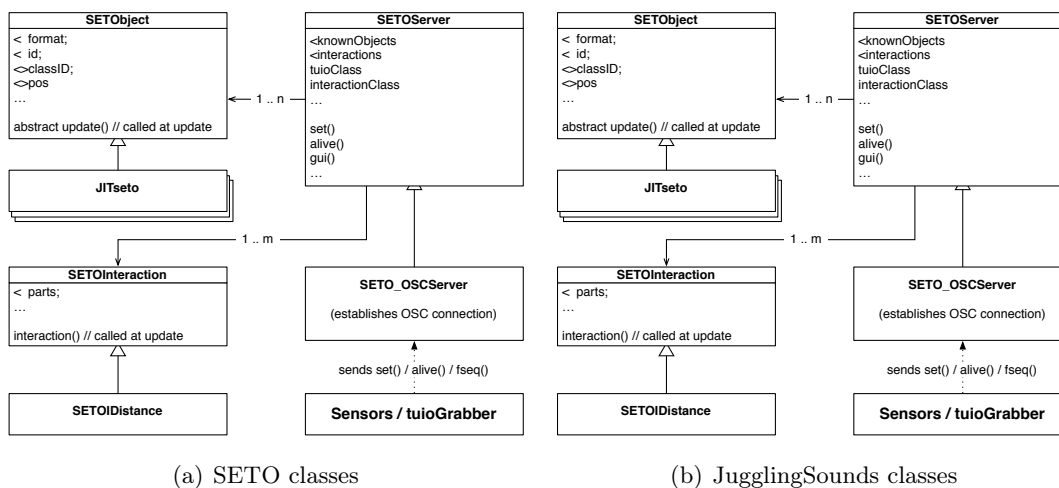 SETObject
< format;
< id;
<>classID;
<>pos
...
abstract update() // called at update
JITseto
SETOServer
<knownObjects
<interactions
tuioClass
interactionClass
...
set()
alive()
gui()
...
1 .. n
1 .. m
SETOInteraction
< parts;
...
interaction() // called at update
SETOIDistance
SETO_OSCServer
(establishes OSC connection)
sends set() / alive() / fseq()
Sensors / tuioGrabber
(a) SETO classes
SETObject
< format;
< id;
<>classID;
<>pos
...
abstract update() // called at update
JITseto
SETOServer
<knownObjects
<interactions
tuioClass
interactionClass
...
set()
alive()
gui()
...
1 .. n
1 .. m
SETOInteraction
< parts;
...
interaction() // called at update
SETOIDistance
SETO_OSCServer
(establishes OSC connection)
sends set() / alive() / fseq()
Sensors / tuioGrabber
(b) JugglingSounds classes